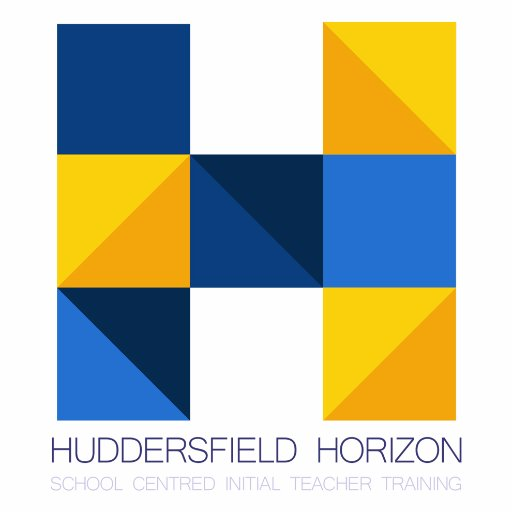 HUDDERSFIELD HORIZON
SCHOOL CENTRED INITIAL TEACHER TRAINING